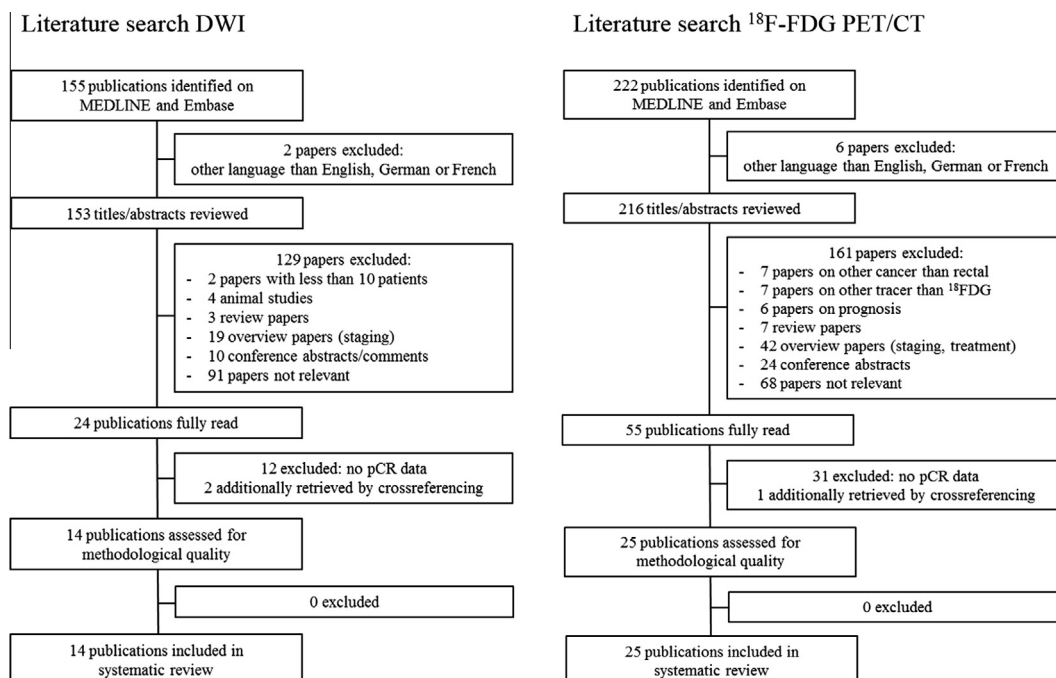 Literature search DWI
155 publications identified on
MEDLINE and Embase
2 papers excluded:
other language than English, German or French
153 titles/abstracts reviewed
129 papers excluded:
- 2 papers with less than 10 patients
- 4 animal studies
- 3 review papers
- 19 overview papers (staging)
- 10 conference abstracts/comments
- 91 papers not relevant
24 publications fully read
12 excluded: no pCR data
2 additionally retrieved by crossreferencing
14 publications assessed for
methodological quality
0 excluded
14 publications included in
systematic review
Literature search ¹⁸F-FDG PET/CT
222 publications identified on
MEDLINE and Embase
6 papers excluded:
other language than English, German or French
216 titles/abstracts reviewed
161 papers excluded:
- 7 papers on other cancer than rectal
- 7 papers on other tracer than ¹⁸FDG
- 6 papers on prognosis
- 7 review papers
- 42 overview papers (staging, treatment)
- 24 conference abstracts
- 68 papers not relevant
55 publications fully read
31 excluded: no pCR data
1 additionally retrieved by crossreferencing
25 publications assessed for
methodological quality
0 excluded
25 publications included in
systematic review